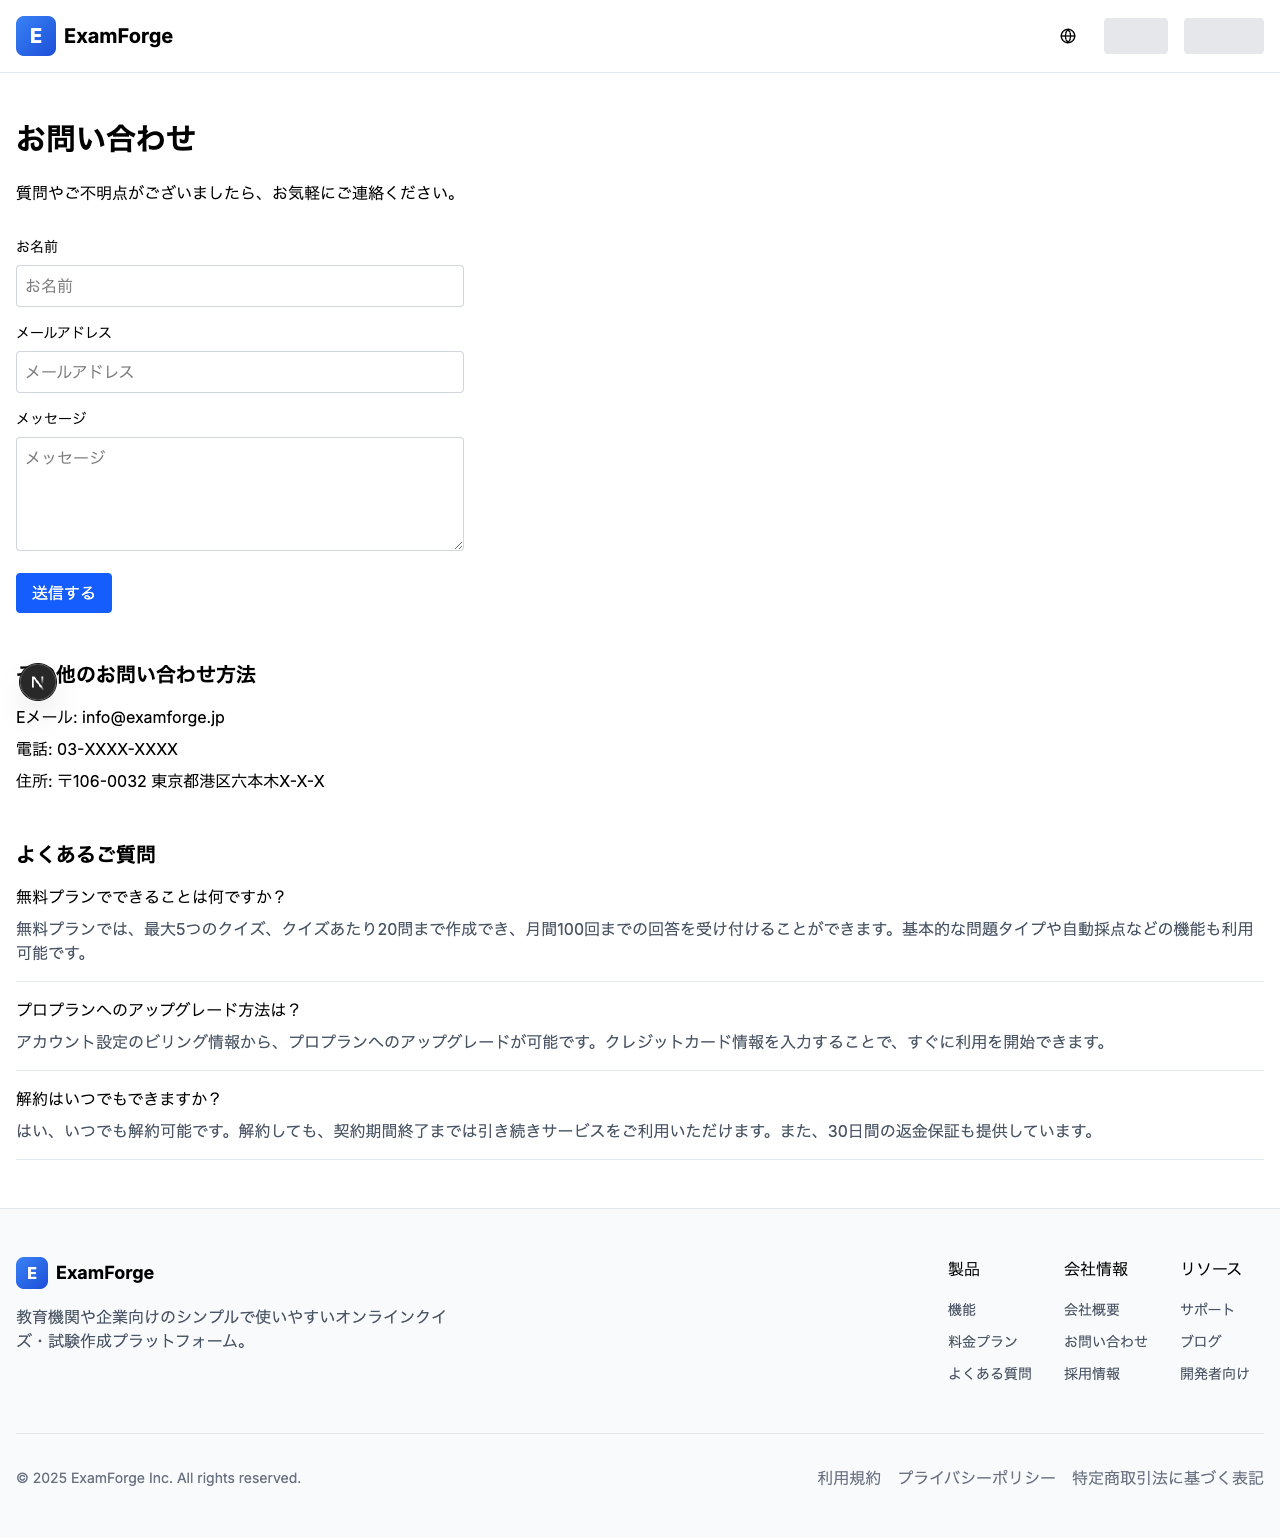 E ExamForge
お問い合わせ
質問やご不明点がございましたら、お気軽にご連絡ください。
お名前
お名前
メールアドレス
メールアドレス
メッセージ
メッセージ
送信する
他のお問い合わせ方法
N
Eメール: info@examforge.jp
電話: 03-XXXX-XXXX
住所: 〒106-0032 東京都港区六本木X-X-X
よくあるご質問
無料プランでできることは何ですか？
無料プランでは、最大5つのクイズ、クイズあたり20問まで作成でき、月間100回までの回答を受け付けることができます。基本的な問題タイプや自動採点などの機能も利用
可能です。
プロプランへのアップグレード方法は？
アカウント設定のビリング情報から、プロプランへのアップグレードが可能です。クレジットカード情報を入力することで、すぐに利用を開始できます。
解約はいつでもできますか？
はい、いつでも解約可能です。解約しても、契約期間終了までは引き続きサービスをご利用いただけます。また、30日間の返金保証も提供しています。
E ExamForge
教育機関や企業向けのシンプルで使いやすいオンラインクイ
ズ・試験作成プラットフォーム。
製品
機能
料金プラン
よくある質問
会社情報
会社概要
お問い合わせ
採用情報
リソース
サポート
ブログ
開発者向け
© 2025 ExamForge Inc. All rights reserved.
利用規約 プライバシーポリシー 特定商取引法に基づく表記